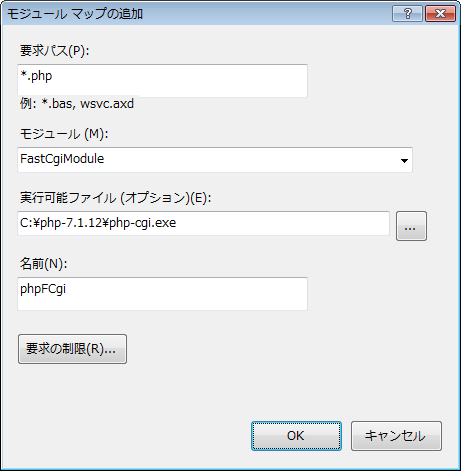 モジュール マップの追加
要求パス(P):
*.php
例: *.bas, wsvc.axd
モジュール (M):
FastCgiModule
実行可能ファイル (オプション)(E):
C:¥php-7.1.12¥php-cgi.exe
...
名前(N):
phpFCgi
要求の制限(R)...
OK
キャンセル